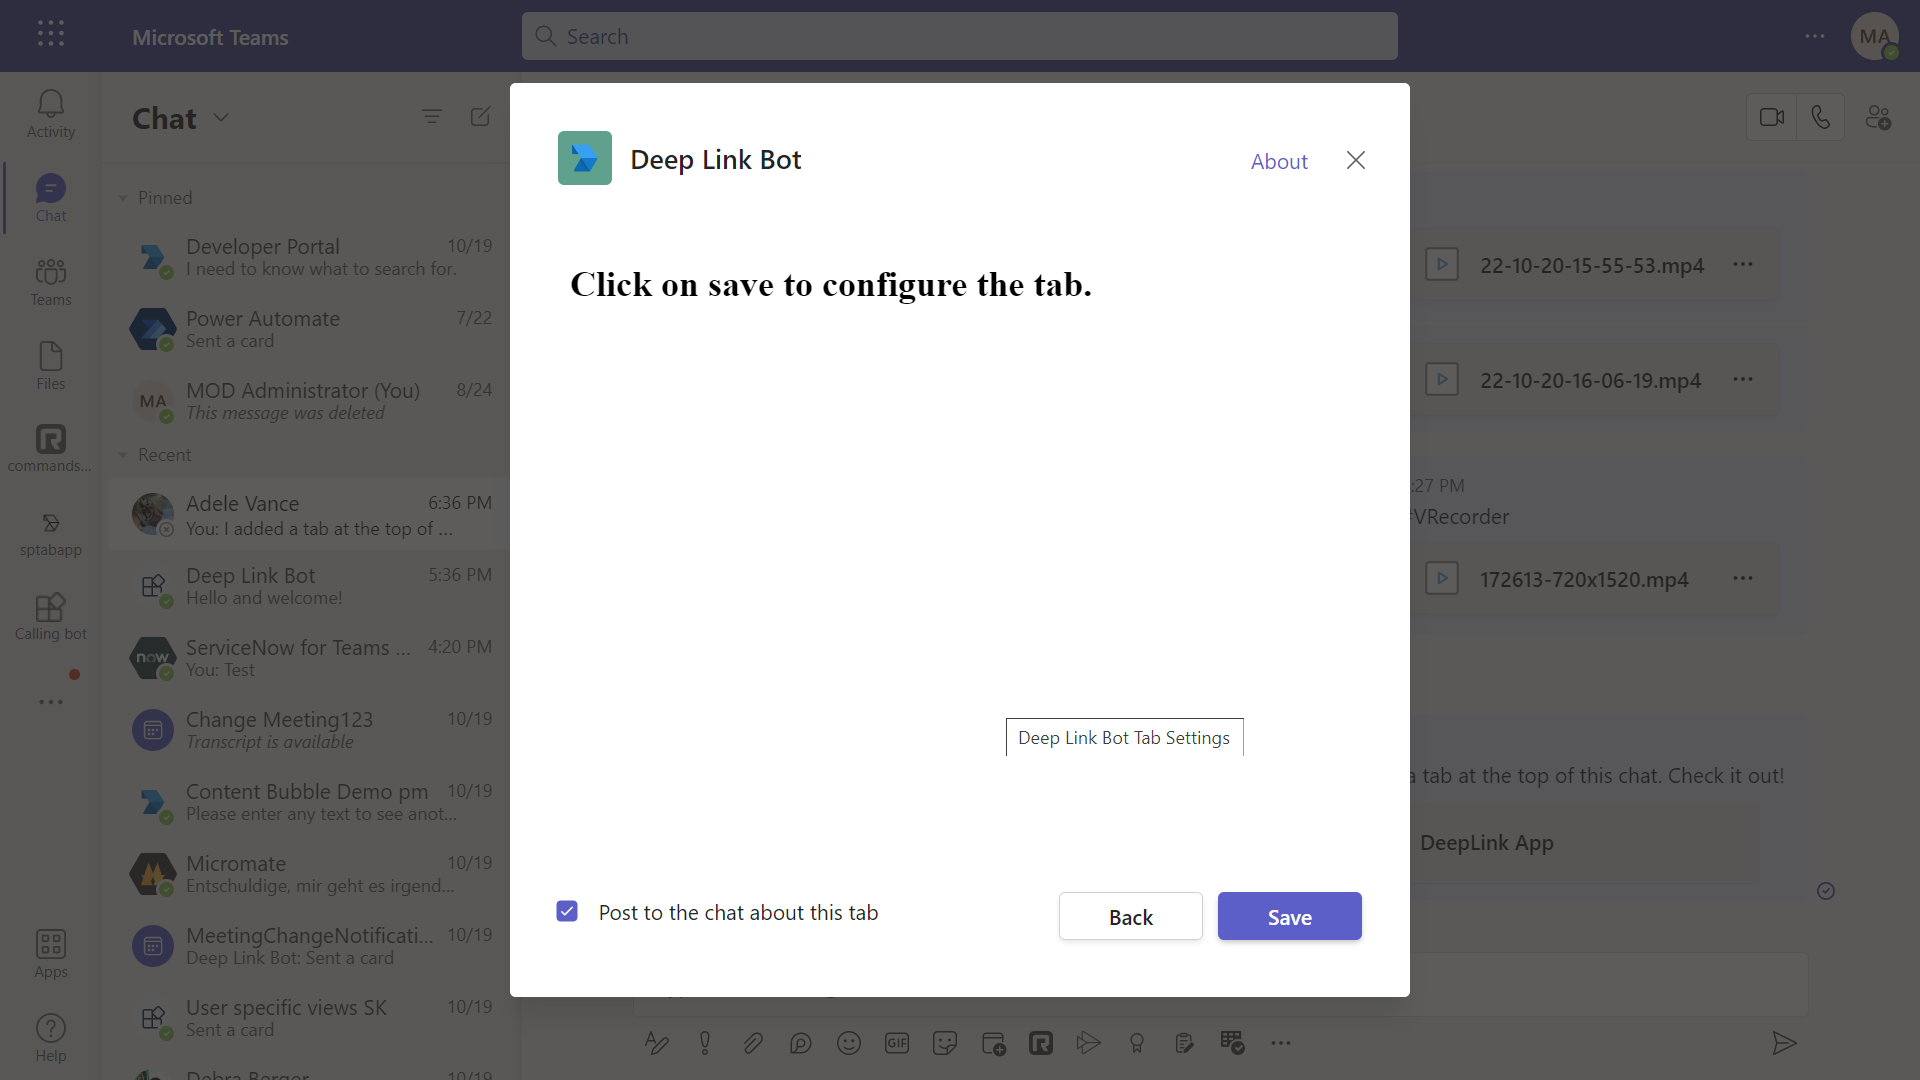 Microsoft Teams
Search
MA
Activity
Chat
Teams
Files
commands...
sptabapp
Calling bot
Apps
Help
Chat
Pinned
Developer Portal 10/19
I need to know what to search for.
Power Automate 7/22
Sent a card
MA
MOD Administrator (You) 8/24
This message was deleted
Recent
Adele Vance 6:36 PM
You: I added a tab at the top of ...
Deep Link Bot 5:36 PM
Hello and welcome!
now
ServiceNow for Teams ... 4:20 PM
You: Test
Change Meeting123 10/19
Transcript is available
Content Bubble Demo pm 10/19
Please enter any text to see anot...
Micromate 10/19
Entschuldige, mir geht es irgend...
MeetingChangeNotificati... 10/19
Deep Link Bot: Sent a card
User specific views SK 10/19
Sent a card
Debra Berger 10/19
Deep Link Bot
About
Click on save to configure the tab.
Deep Link Bot Tab Settings
Post to the chat about this tab
Back
Save
22-10-20-15-55-53.mp4
22-10-20-16-06-19.mp4
:27 PM
VRecorder
172613-720x1520.mp4
a tab at the top of this chat. Check it out!
DeepLink App
GIF